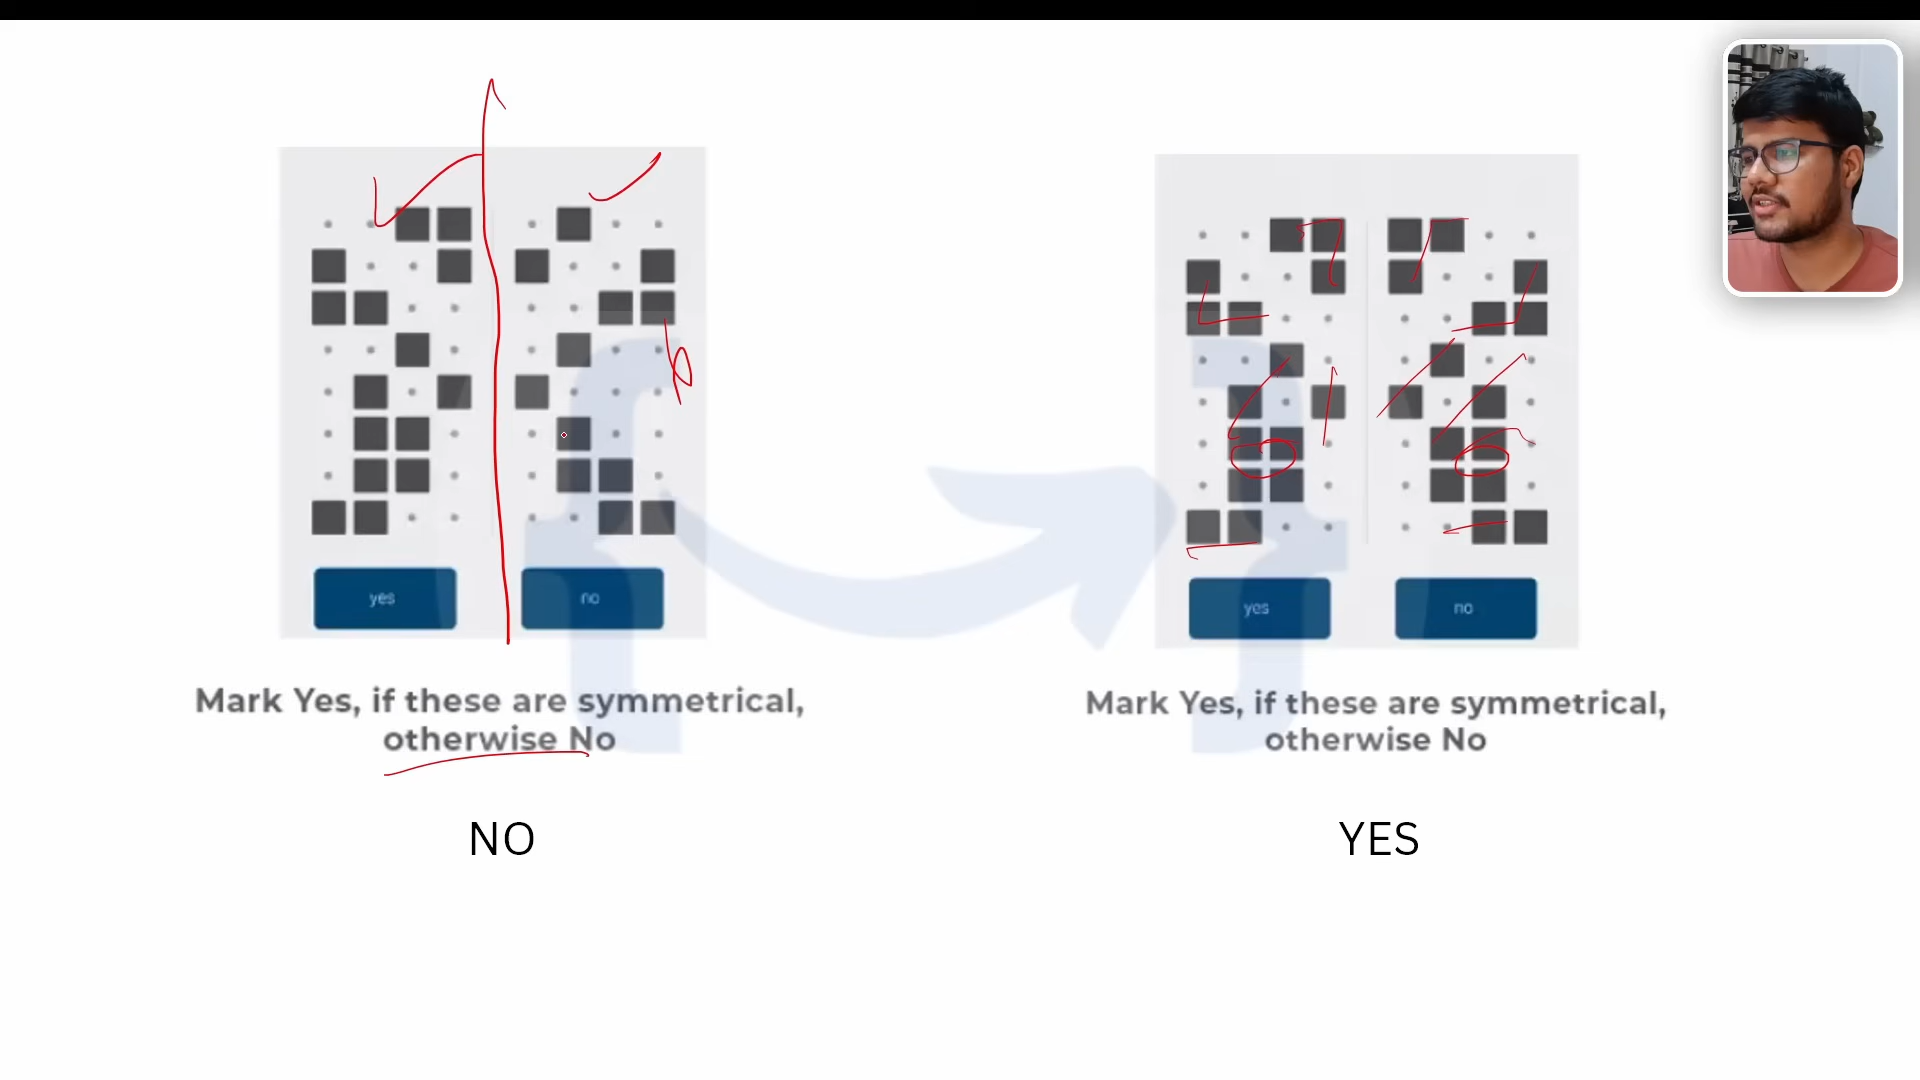 yes
no
Mark Yes, if these are symmetrical,
otherwise No
NO
yes
no
Mark Yes, if these are symmetrical,
otherwise No
YES